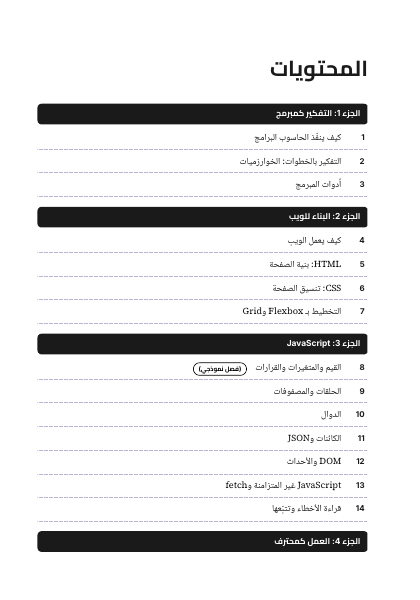 المحتويات
الجزء 1: التفكير كمبرمج
1 كيف ينفّذ الحاسوب البرامج
2 التفكير بالخطوات: الخوارزميات
3 أدوات المبرمج
الجزء 2: البناء للويب
4 كيف يعمل الويب
5 HTML: بنية الصفحة
6 CSS: تنسيق الصفحة
7 التخطيط بـ Flexbox وGrid
الجزء 3: JavaScript
8 القيم والمتغيرات والقرارات (فصل نموذجي)
9 الحلقات والمصفوفات
10 الدوال
11 الكائنات وJSON
12 DOM والأحداث
13 JavaScript غير المتزامنة وfetch
14 قراءة الأخطاء وتتبّعها
الجزء 4: العمل كمحترف